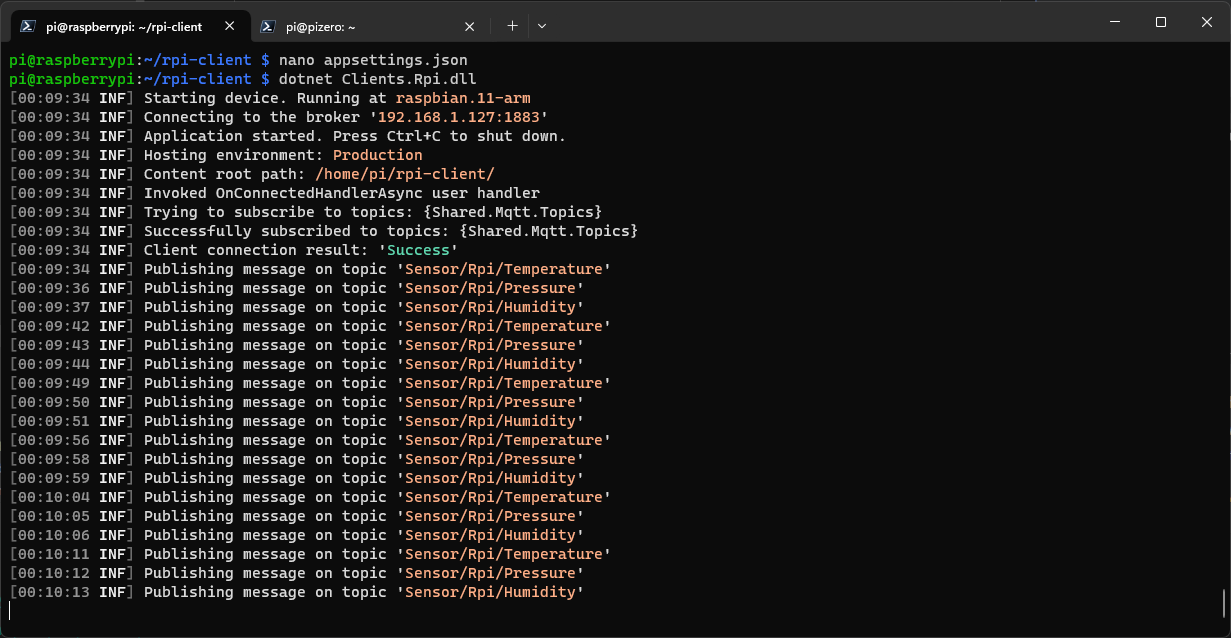 pi@raspberrypi: ~/rpi-client
pi@pizero: ~
pi@raspberrypi:~/rpi-client $ nano appsettings.json
pi@raspberrypi:~/rpi-client $ dotnet Clients.Rpi.dll
[00:09:34 INF] Starting device. Running at raspbian.11-arm
[00:09:34 INF] Connecting to the broker '192.168.1.127:1883'
[00:09:34 INF] Application started. Press Ctrl+C to shut down.
[00:09:34 INF] Hosting environment: Production
[00:09:34 INF] Content root path: /home/pi/rpi-client/
[00:09:34 INF] Invoked OnConnectedHandlerAsync user handler
[00:09:34 INF] Trying to subscribe to topics: {Shared.Mqtt.Topics}
[00:09:34 INF] Successfully subscribed to topics: {Shared.Mqtt.Topics}
[00:09:34 INF] Client connection result: 'Success'
[00:09:34 INF] Publishing message on topic 'Sensor/Rpi/Temperature'
[00:09:36 INF] Publishing message on topic 'Sensor/Rpi/Pressure'
[00:09:37 INF] Publishing message on topic 'Sensor/Rpi/Humidity'
[00:09:42 INF] Publishing message on topic 'Sensor/Rpi/Temperature'
[00:09:43 INF] Publishing message on topic 'Sensor/Rpi/Pressure'
[00:09:44 INF] Publishing message on topic 'Sensor/Rpi/Humidity'
[00:09:49 INF] Publishing message on topic 'Sensor/Rpi/Temperature'
[00:09:50 INF] Publishing message on topic 'Sensor/Rpi/Pressure'
[00:09:51 INF] Publishing message on topic 'Sensor/Rpi/Humidity'
[00:09:56 INF] Publishing message on topic 'Sensor/Rpi/Temperature'
[00:09:58 INF] Publishing message on topic 'Sensor/Rpi/Pressure'
[00:09:59 INF] Publishing message on topic 'Sensor/Rpi/Humidity'
[00:10:04 INF] Publishing message on topic 'Sensor/Rpi/Temperature'
[00:10:05 INF] Publishing message on topic 'Sensor/Rpi/Pressure'
[00:10:06 INF] Publishing message on topic 'Sensor/Rpi/Humidity'
[00:10:11 INF] Publishing message on topic 'Sensor/Rpi/Temperature'
[00:10:12 INF] Publishing message on topic 'Sensor/Rpi/Pressure'
[00:10:13 INF] Publishing message on topic 'Sensor/Rpi/Humidity'